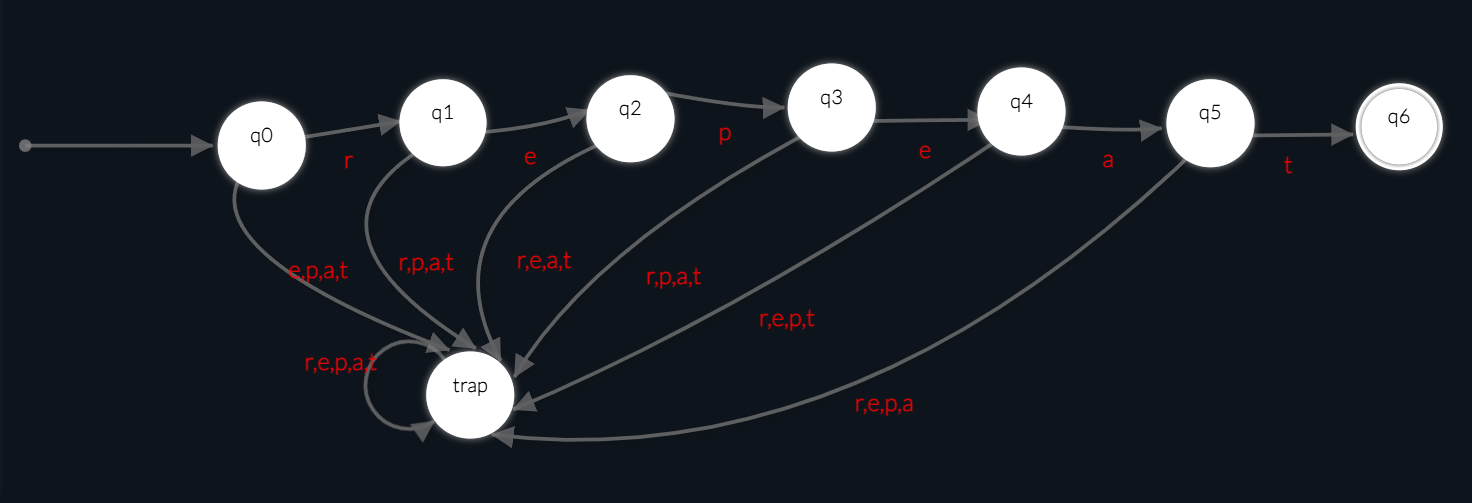 q0
q1
q2
q3
q4
q5
q6
r
e
p
e
a
t
e,p,a,t
r,p,a,t
r,e,a,t
r,p,a,t
r,e,p,t
r,e,p,a,t
trap
r,e,p,a